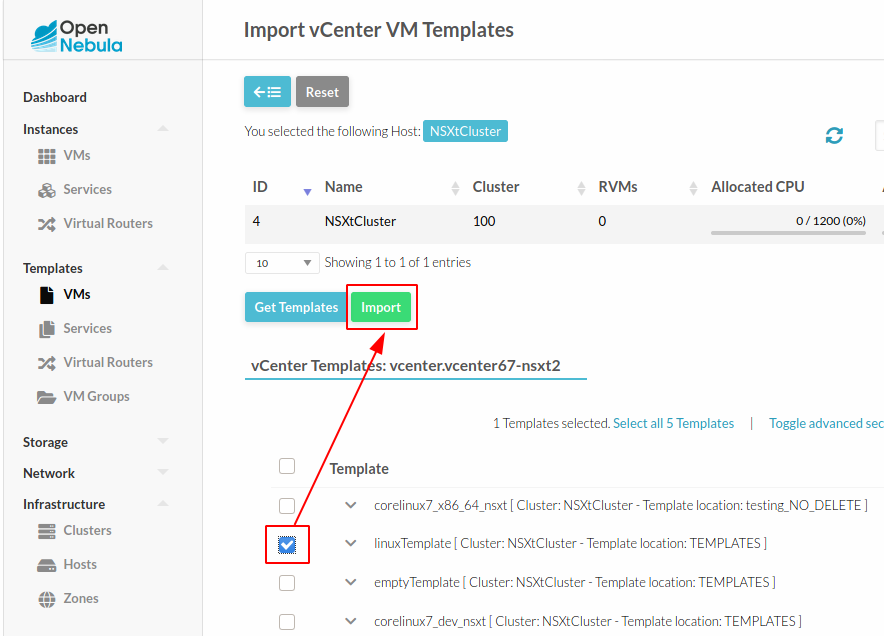 Open
Nebula
Import vCenter VM Templates
Dashboard
Instances
VMs
Services
Virtual Routers
Templates
VMs
Services
Virtual Routers
VM Groups
Storage
Network
Infrastructure
Clusters
Hosts
Zones
Reset
You selected the following Host: NSXtCluster
ID Name Cluster RVMs Allocated CPU
4 NSXtCluster 100 0 0 / 1200 (0%)
10 Showing 1 to 1 of 1 entries
Get Templates Import
vCenter Templates: vcenter.vcenter67-nsxt2
1 Templates selected. Select all 5 Templates | Toggle advanced sec
Template
corelinux7_x86_64_nsxt [ Cluster: NSXtCluster - Template location: testing_NO_DELETE ]
linuxTemplate [ Cluster: NSXtCluster - Template location: TEMPLATES ]
emptyTemplate [ Cluster: NSXtCluster - Template location: TEMPLATES ]
corelinux7_dev_nsxt [ Cluster: NSXtCluster - Template location: TEMPLATES ]